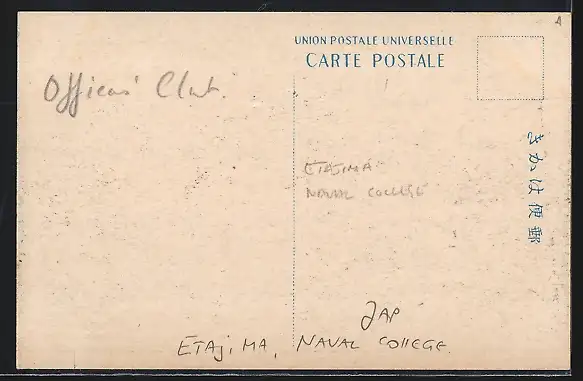 UNION POSTALE UNIVERSELLE
CARTE POSTALE
Officers' Club.
ETAJIMA
NAVAL COLLEGE
郵便はかき
JAP
ETAJIMA, NAVAL COLLEGE.